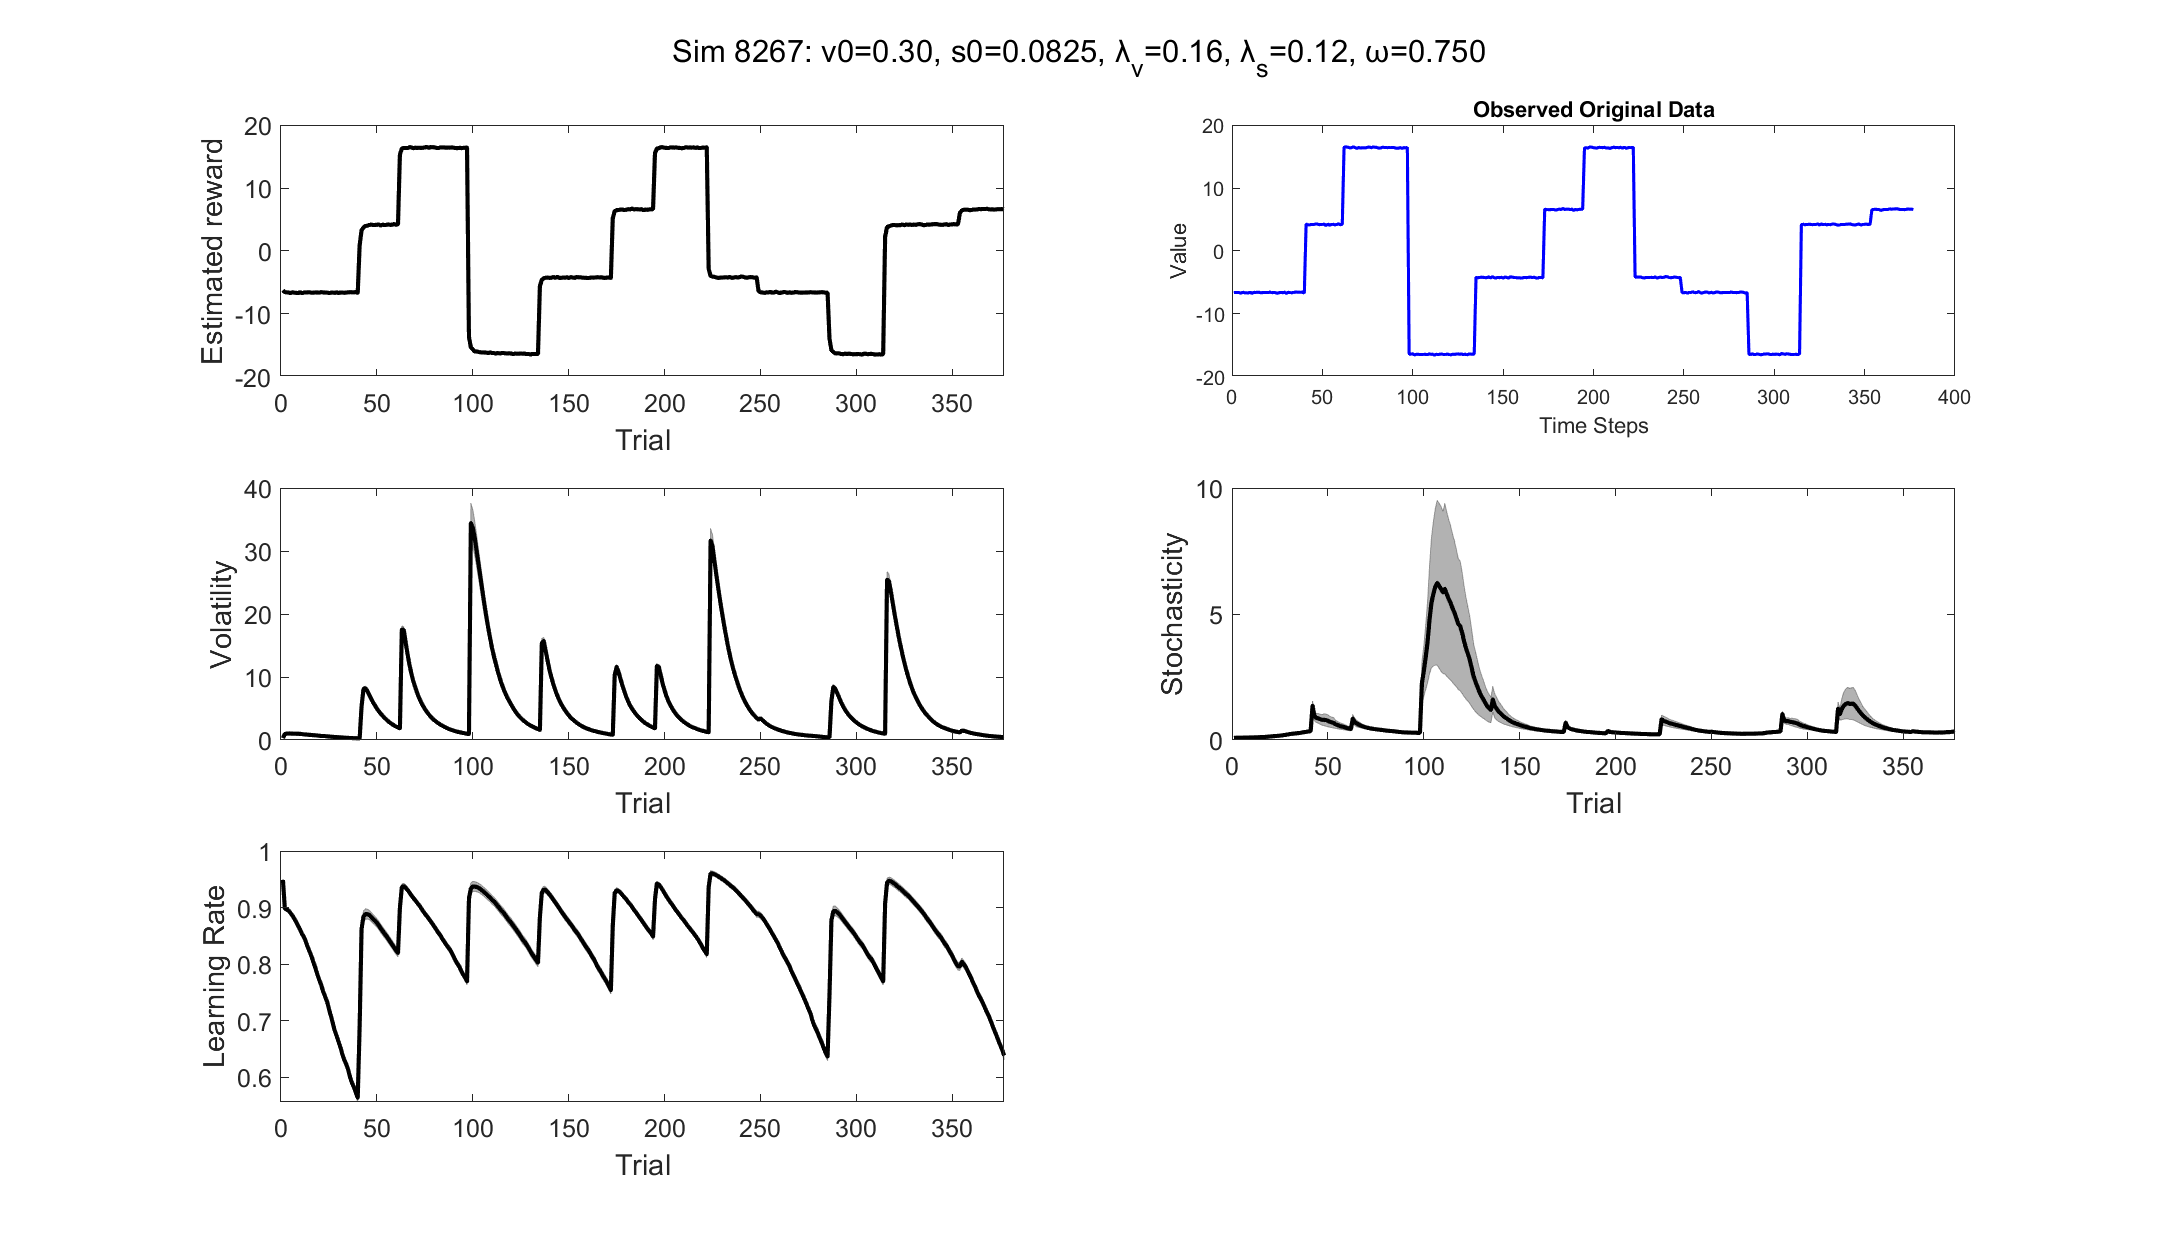 Sim 8267: v0=0.30, s0=0.0825, λ_v=0.16, λ_s=0.12, ω=0.750
20
10
0
-10
-20
Estimated reward
0 50 100 150 200 250 300 350
Trial
Observed Original Data
20
10
0
-10
-20
Value
0 50 100 150 200 250 300 350 400
Time Steps
40
30
20
10
0
Volatility
0 50 100 150 200 250 300 350
Trial
10
5
0
Stochasticity
0 50 100 150 200 250 300 350
Trial
1
0.9
0.8
0.7
0.6
Learning Rate
0 50 100 150 200 250 300 350
Trial